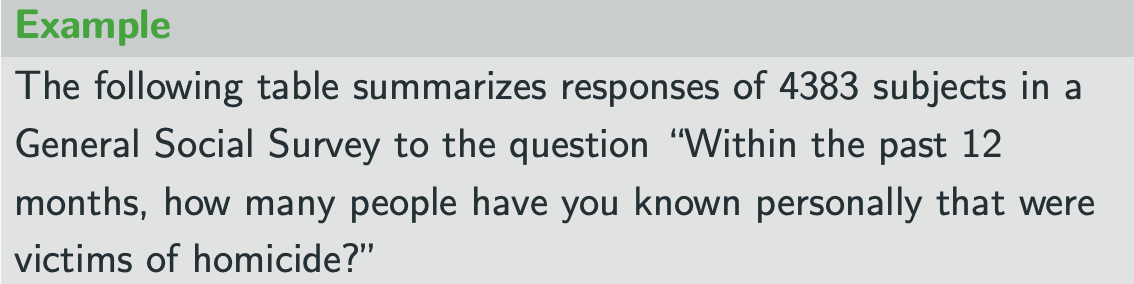 Example
The following table summarizes responses of 4383 subjects in a
General Social Survey to the question “Within the past 12
months, how many people have you known personally that were
victims of homicide?”